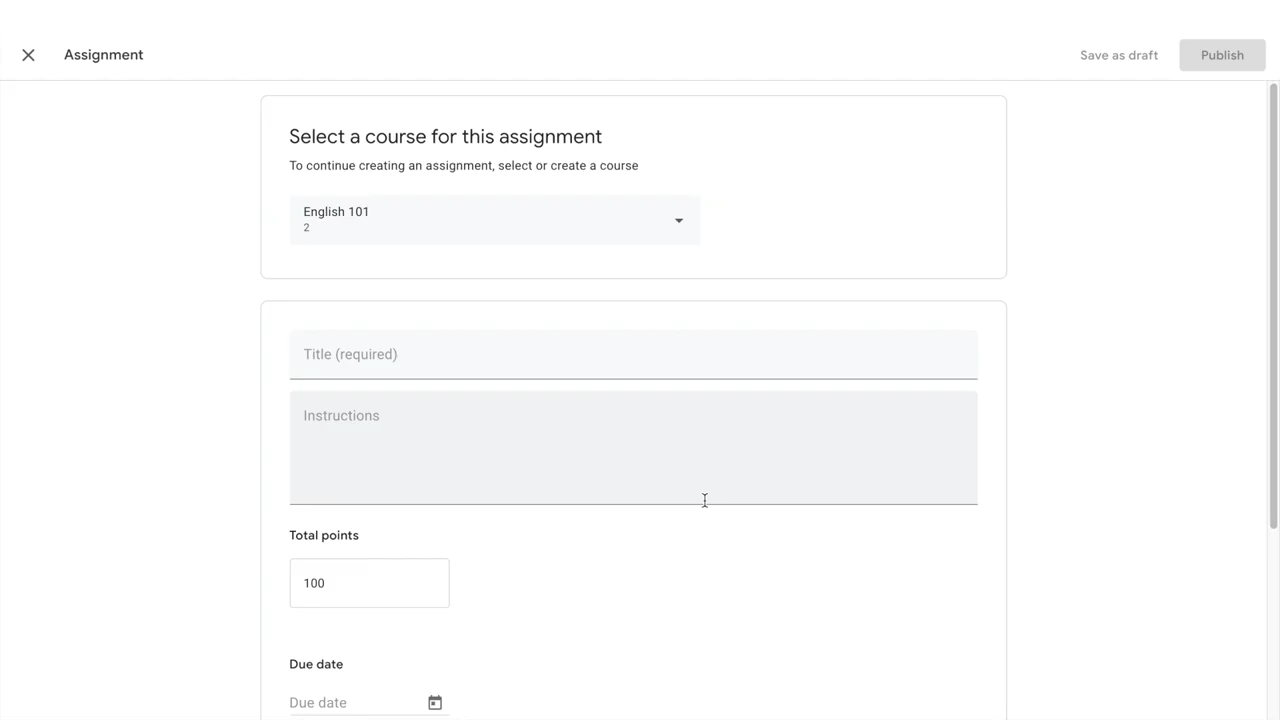 Assignment
Save as draft
Publish
Select a course for this assignment
To continue creating an assignment, select or create a course
English 101
2
Title (required)
Instructions
Total points
100
Due date
Due date